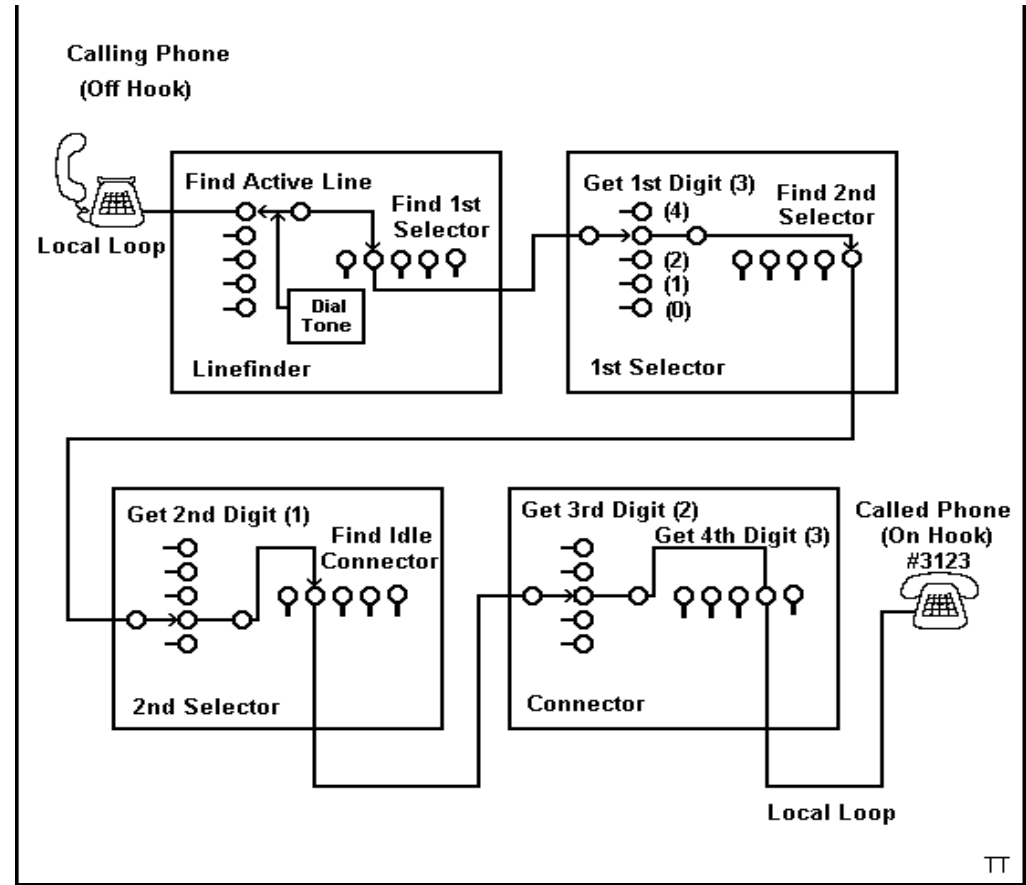 Calling Phone
(Off Hook)
Local Loop
Find Active Line
Find 1st
Selector
Dial
Tone
Linefinder
Get 1st Digit (3)
(4)
(2)
(1)
(0)
Find 2nd
Selector
1st Selector
Get 2nd Digit (1)
Find Idle
Connector
2nd Selector
Get 3rd Digit (2)
Get 4th Digit (3)
Connector
Called Phone
(On Hook)
#3123
Local Loop
TT